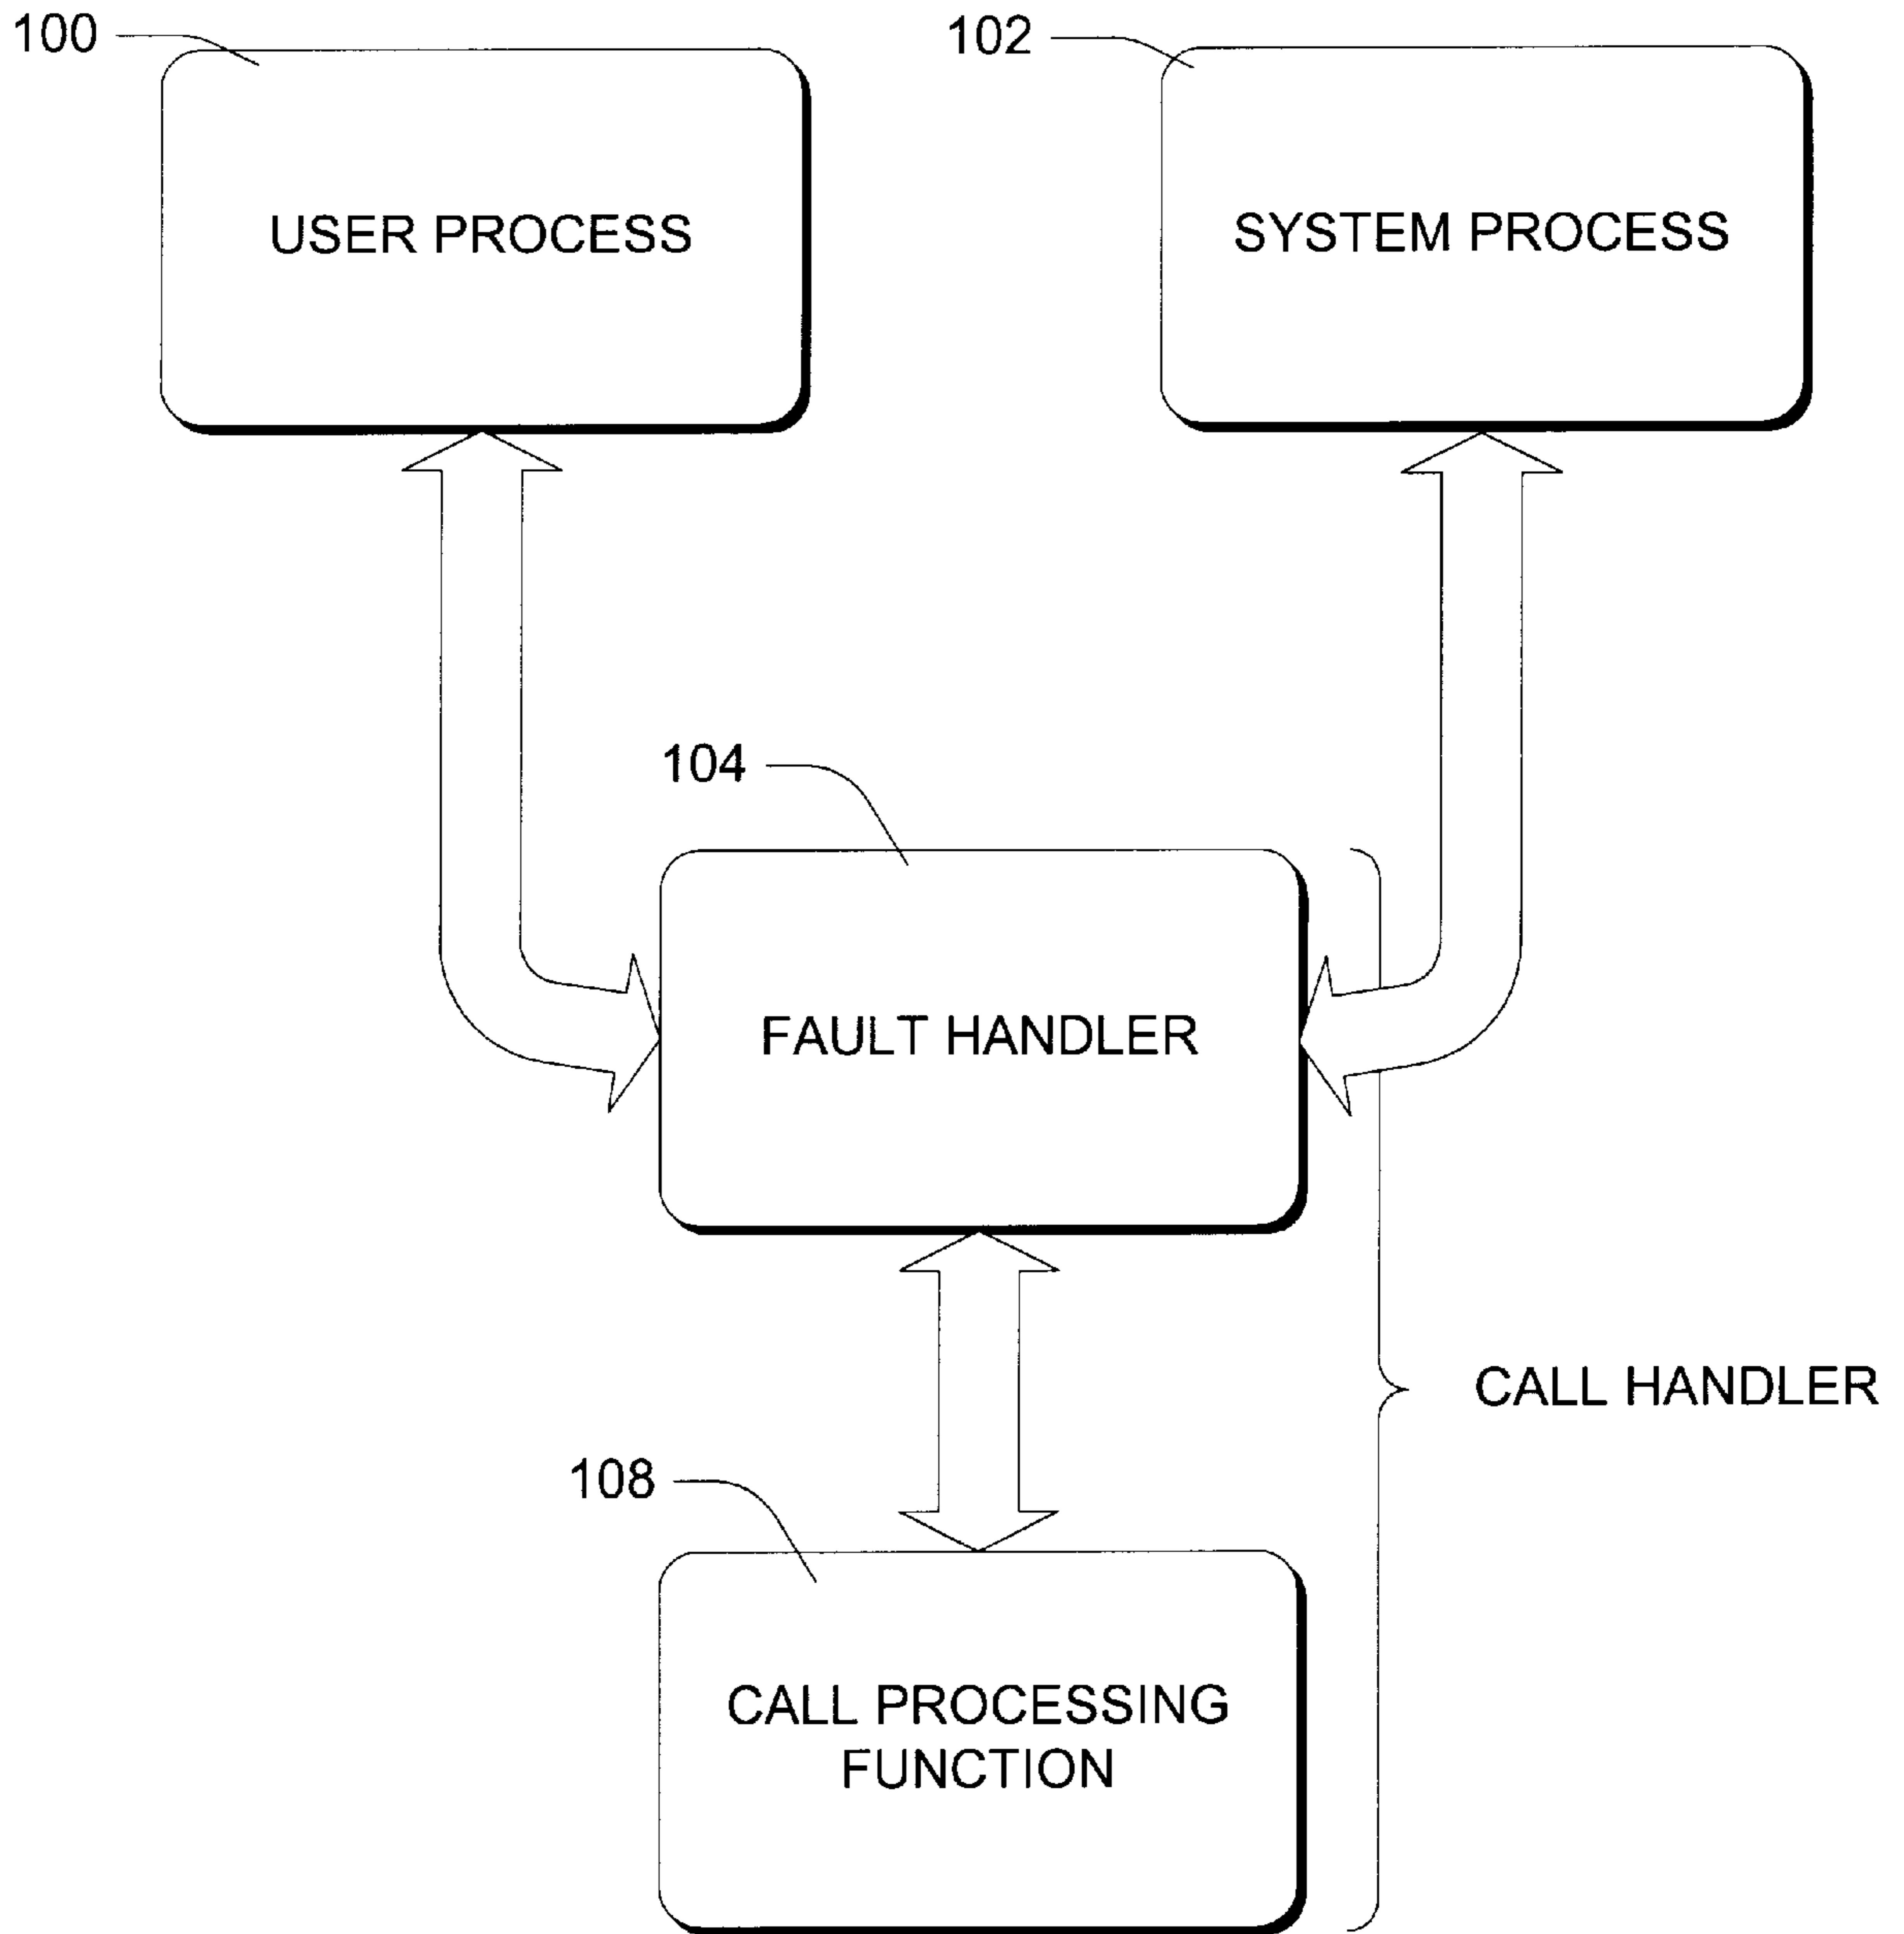 100
102
USER PROCESS
SYSTEM PROCESS
104
FAULT HANDLER
CALL HANDLER
108
CALL PROCESSING
FUNCTION